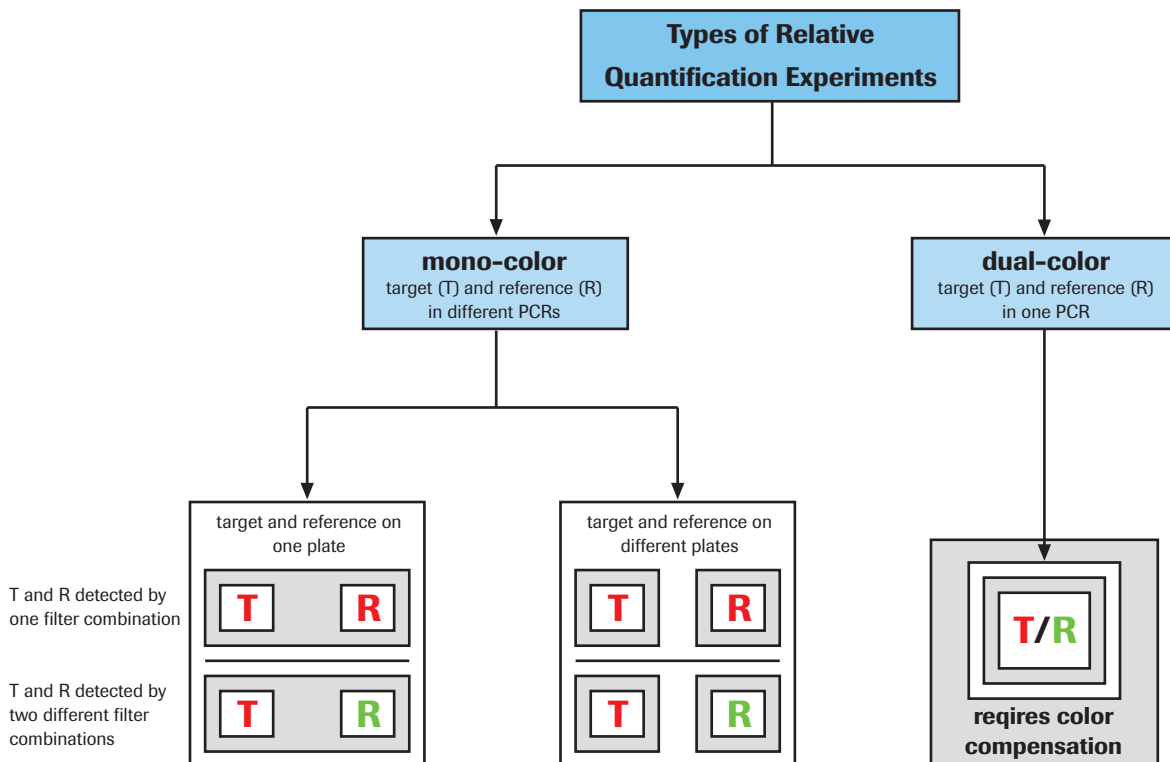 Types of Relative
Quantification Experiments
mono-color
target (T) and reference (R)
in different PCRs
dual-color
target (T) and reference (R)
in one PCR
target and reference on
one plate
target and reference on
different plates
T and R detected by
one filter combination
T R
T R
T/R
T and R detected by
two different filter
combinations
T R
T R
reqires color
compensation